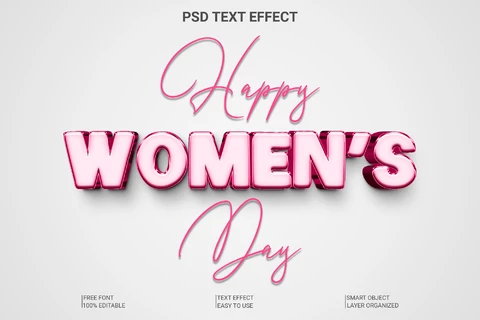 PSD TEXT EFFECT
Happy
WOMEN'S
Day
FREE FONT
100% EDITABLE
TEXT EFFECT
EASY TO USE
SMART OBJECT
LAYER ORGANIZED